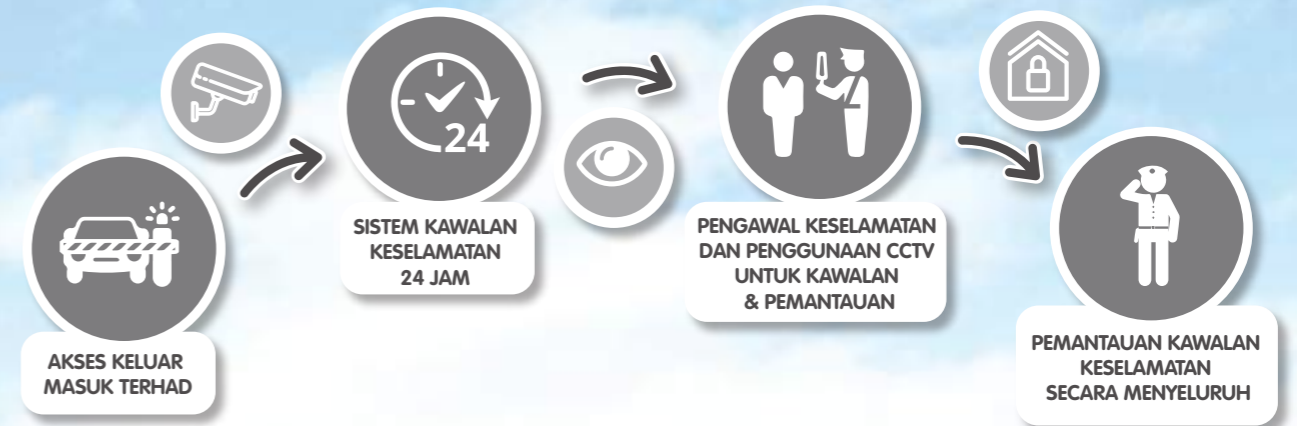 24
SISTEM KAWALAN
KESELAMATAN
24 JAM
PENGAWAL KESELAMATAN
DAN PENGGUNAAN CCTV
UNTUK KAWALAN
& PEMANTAUAN
AKSES KELUAR
MASUK TERHAD
PEMANTAUAN KAWALAN
KESELAMATAN
SECARA MENYELURUH